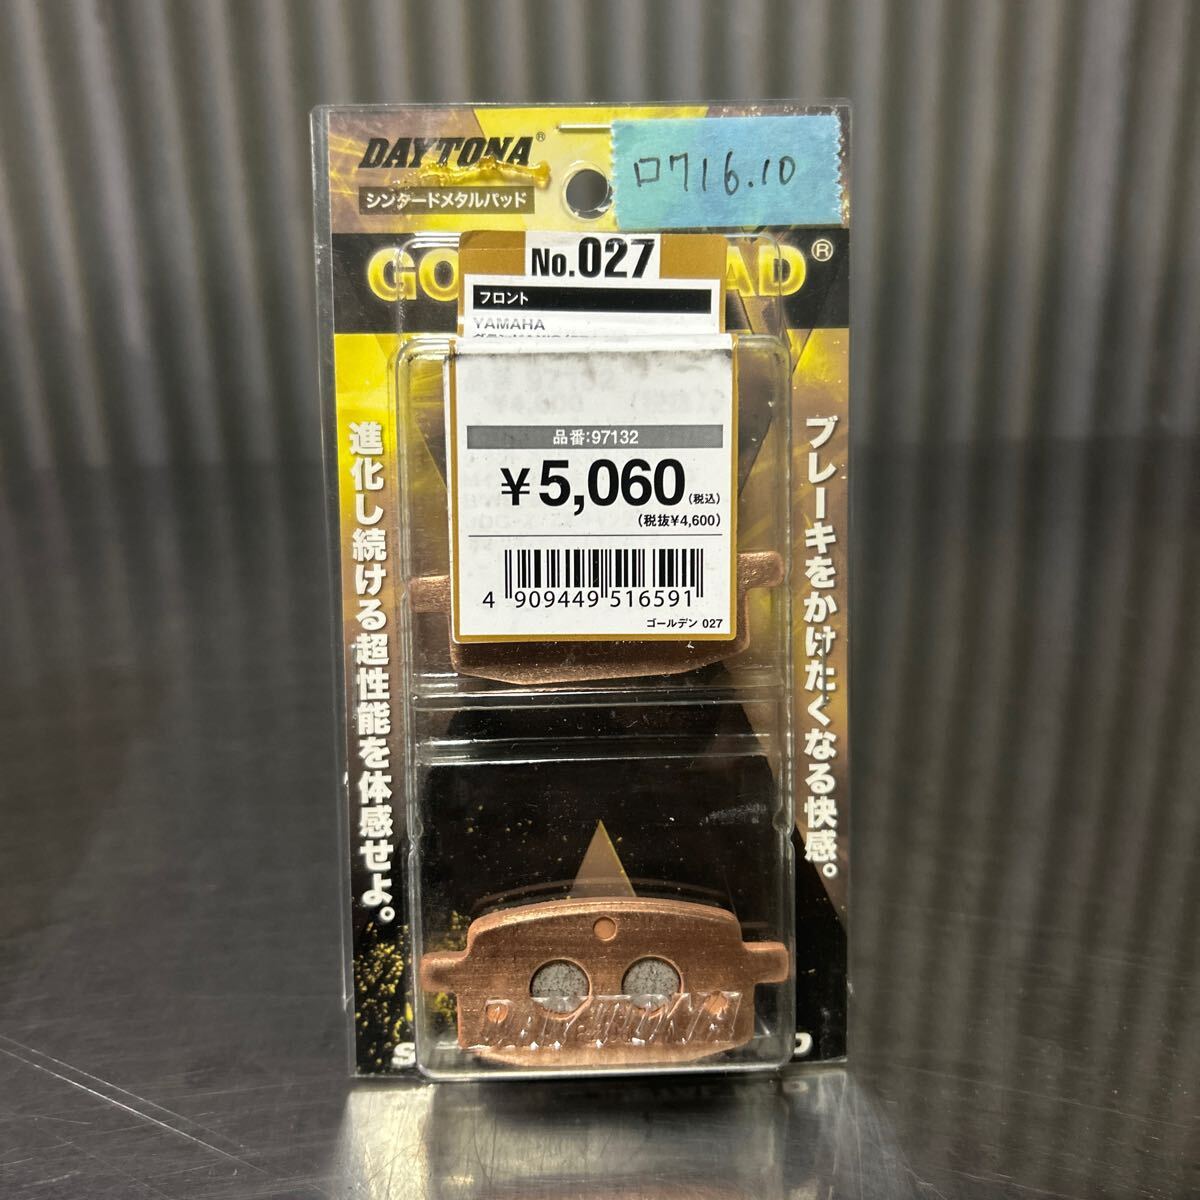 DAYTONA®
シンタードメタルパッド
ロ716.10
GO AD®
No.027
フロント
YAMAHA
品番:97132
¥5,060(税込)
(税抜¥4,600)
4 909449 516591
ゴールデン 027
ブレーキをかけたくなる快感。
進化し続ける超性能を体感せよ。
DAYTONA